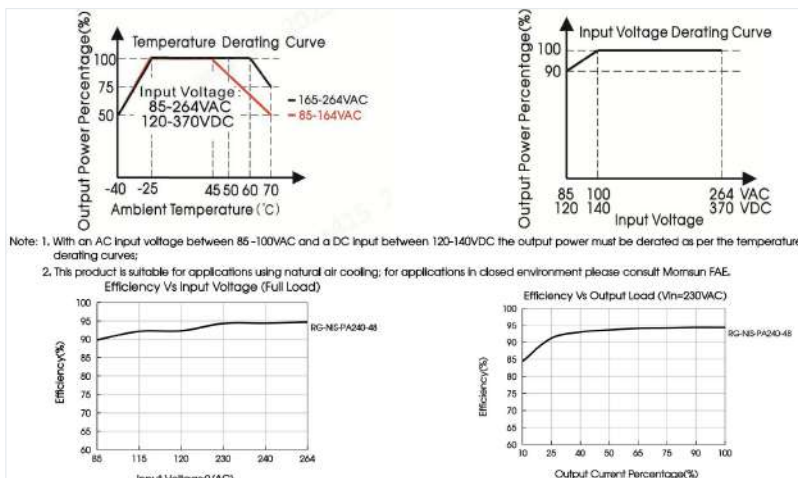 Output Power Percentage(%)
Temperature Derating Curve
100
75
50
Input Voltage:
85-264VAC
120-370VDC
165-264VAC
85-164VAC
-40 -25 45 50 60 70
Ambient Temperature (℃)
Output Power Percentage(%)
Input Voltage Derating Curve
100
90
85 100 264 VAC
120 140 370 VDC
Input Voltage
Note: 1. With an AC input voltage between 85 -100VAC and a DC input between 120-140VDC the output power must be derated as per the temperature
derating curves;
2. This product is suitable for applications using natural air cooling; for applications in closed environment please consult Mornsun FAE.
Efficiency Vs Input Voltage (Full Load)
Efficiency(%)
100
95
90
85
80
75
70
65
60
RG-NIS-PA240-48
85 115 120 230 240 264
Efficiency Vs Output Load (Vin=230VAC)
Efficiency(%)
100
95
90
85
80
75
70
65
60
RG-NIS-PA240-48
10 25 40 50 65 75 90 100
Output Current Percentage(%)